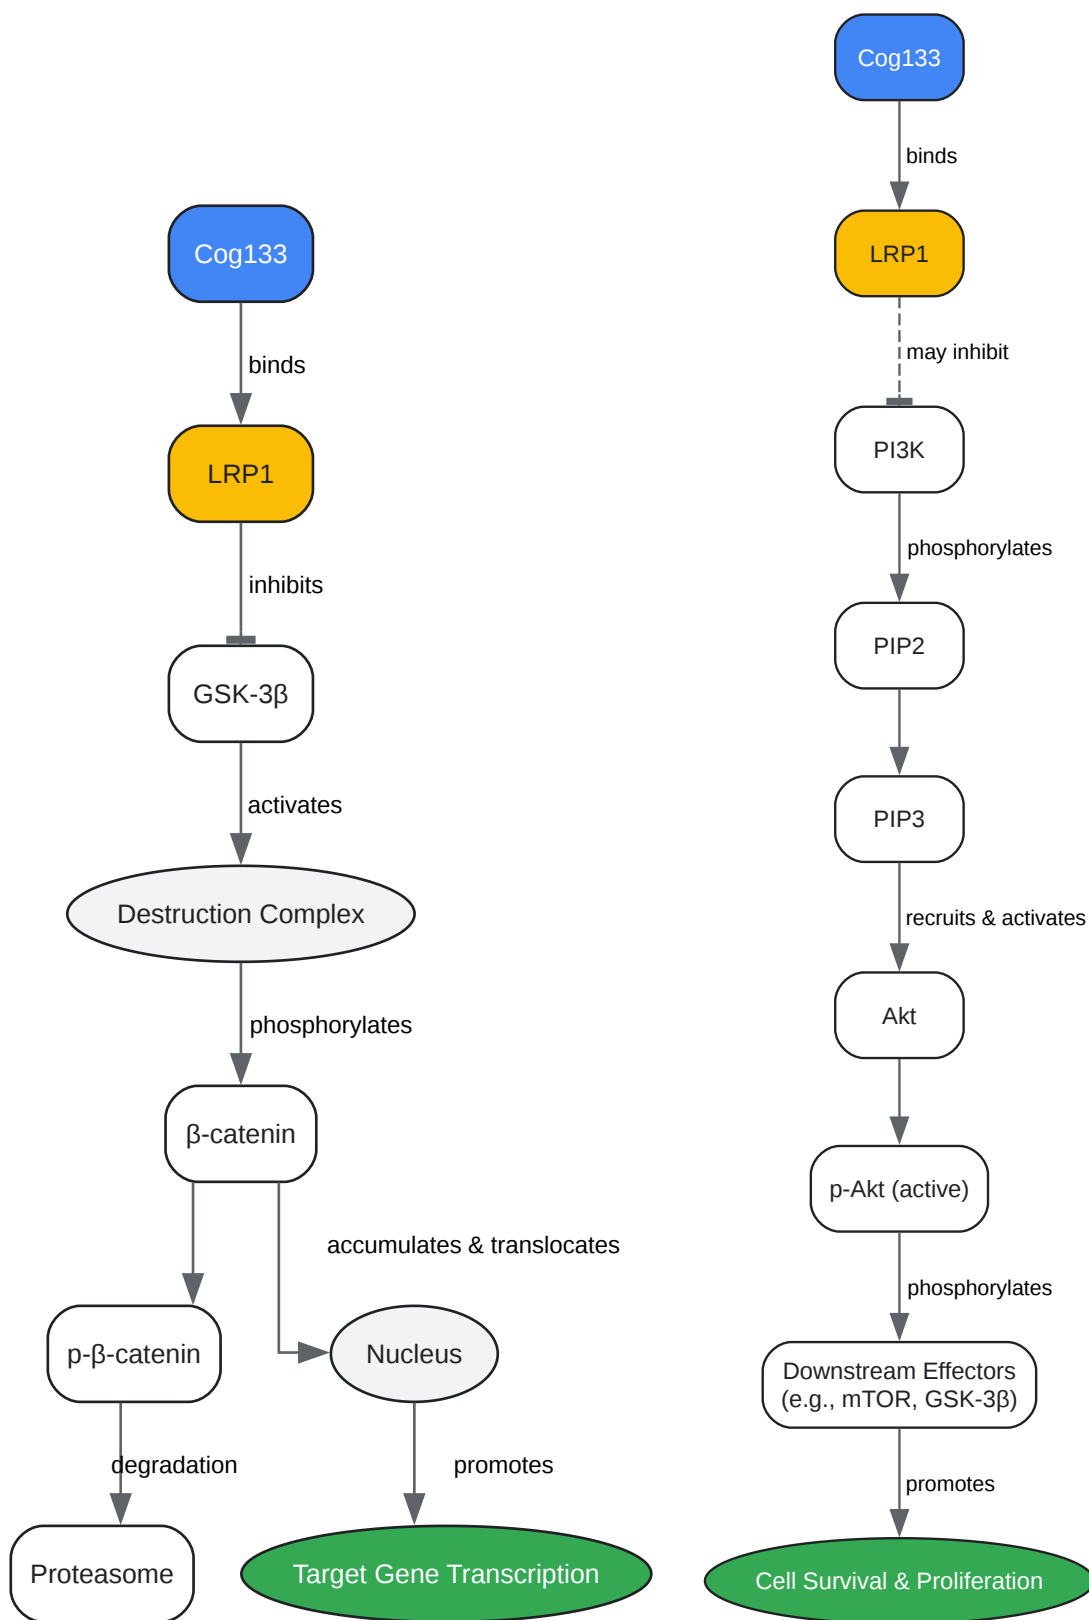 Cog133
binds
LRP1
inhibits
GSK-3β
activates
Destruction Complex
phosphorylates
β-catenin
accumulates & translocates
p-β-catenin
Nucleus
degradation
promotes
Proteasome
Target Gene Transcription
Cog133
binds
LRP1
may inhibit
PI3K
phosphorylates
PIP2
PIP3
recruits & activates
Akt
p-Akt (active)
phosphorylates
Downstream Effectors
(e.g., mTOR, GSK-3β)
promotes
Cell Survival & Proliferation